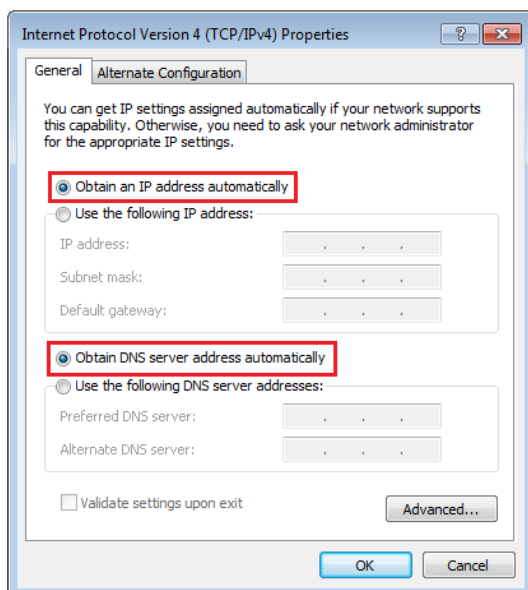 Internet Protocol Version 4 (TCP/IPv4) Properties
General
Alternate Configuration
You can get IP settings assigned automatically if your network supports
this capability. Otherwise, you need to ask your network administrator
for the appropriate IP settings.
Obtain an IP address automatically
Use the following IP address:
IP address:
Subnet mask:
Default gateway:
Obtain DNS server address automatically
Use the following DNS server addresses:
Preferred DNS server:
Alternate DNS server:
Validate settings upon exit
Advanced...
OK
Cancel